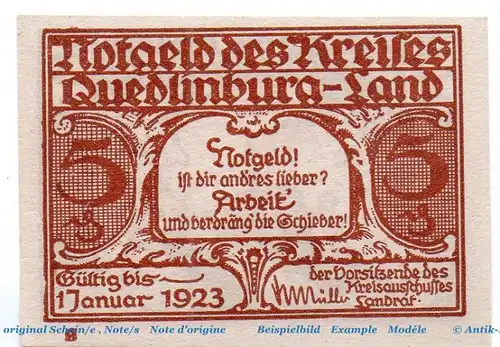 Notgeld des Kreises
Quedlinburg-Land
5
Notgeld!
ist dir andres lieber?
Arbeit
und verdräng die Schieber!
5
Gültig bis
1 Januar 1923
der Vorsitzende des
Kreisausschusses
Landrat.
original Schein/e , Note/s Note d'origine Beispielbild Example Modèle © Antik-